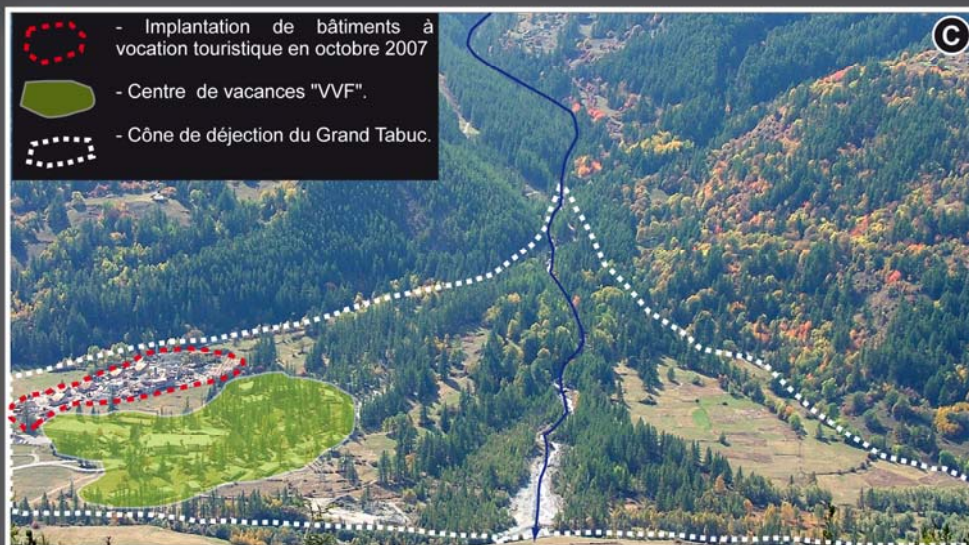 - Implantation de bâtiments à
vocation touristique en octobre 2007
- Centre de vacances "VVF".
- Cône de déjection du Grand Tabuc.
C